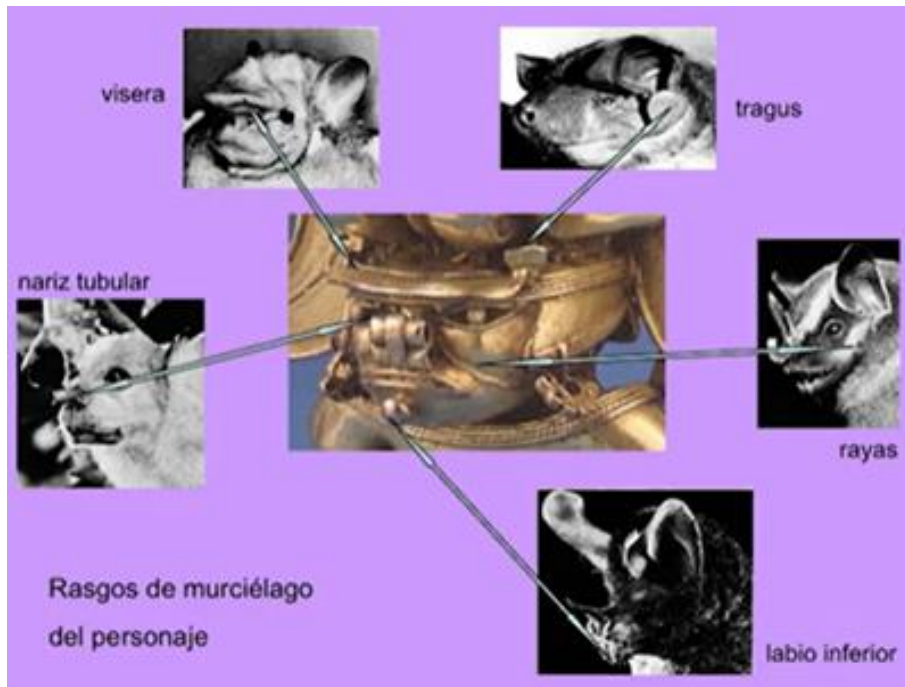 visera
tragus
nariz tubular
rayas
Rasgos de murciélago
del personaje
labio inferior